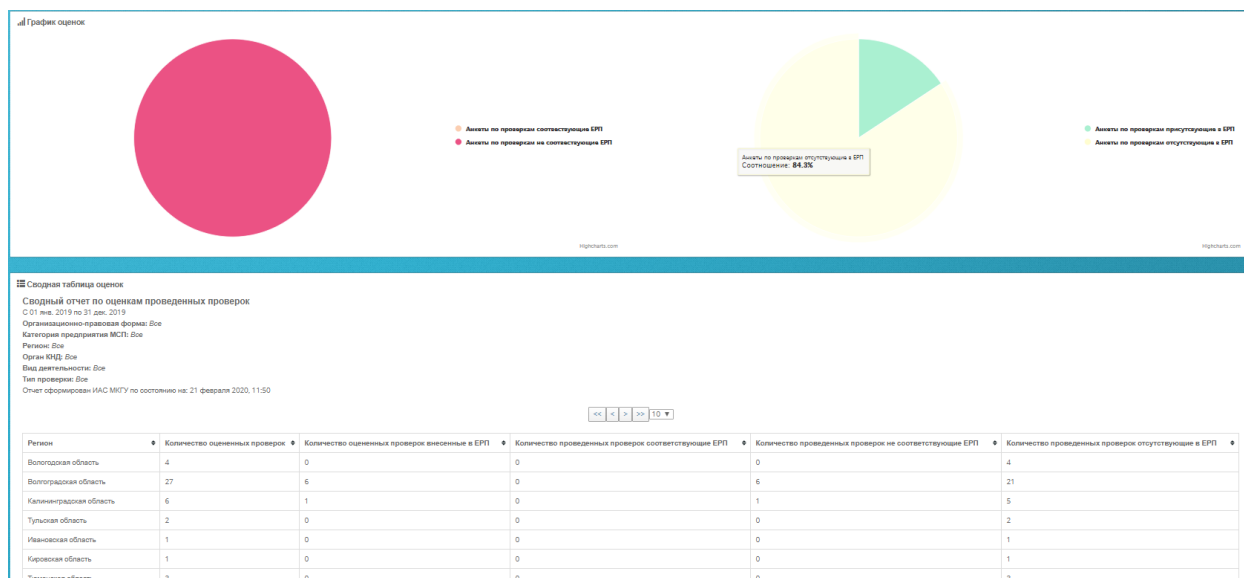 График оценок
Анкеты по проверкам соответствующие ЕРП
Анкеты по проверкам не соответствующие ЕРП
Highcharts.com
Анкеты по проверкам отсутствующие в ЕРП
Соотношение: 84.3%
Анкеты по проверкам присутсвующие в ЕРП
Анкеты по проверкам отсутствующие в ЕРП
Highcharts.com
Сводная таблица оценок
Сводный отчет по оценкам проведенных проверок
С 01 янв. 2019 по 31 дек. 2019
Организационно-правовая форма: Все
Категория предприятия МСП: Все
Регион: Все
Орган КНД: Все
Вид деятельности: Все
Тип проверки: Все
Отчет сформирован ИАС МКГУ по состоянию на: 21 февраля 2020, 11:50
<< < > >> 10
Регион Количество оцененных проверок Количество оцененных проверок внесенные в ЕРП Количество проведенных проверок соответствующие ЕРП Количество проведенных проверок не соответствующие ЕРП Количество проведенных проверок отсутствующие в ЕРП
Вологодская область 4 0 0 0 4
Волгоградская область 27 6 0 6 21
Калининградская область 6 1 0 1 5
Тульская область 2 0 0 0 2
Ивановская область 1 0 0 0 1
Кировская область 1 0 0 0 1